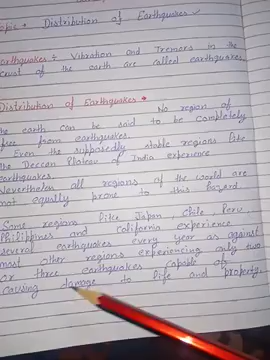 Topic - Distribution of Earthquakes
Earthquakes :- Vibration and Tremors in the
crust of the earth are called earthquakes.
Distribution of Earthquakes
No region of
the earth can be said to be completely
free from earthquakes.
Even the supposedly stable regions like
the Deccan Plateau of India experience
earthquakes.
Nevertheless all regions of the world are
not equally prone to this hazard.
Some regions like Japan, Chile, Peru,
Philippines and California experience
several earthquakes every year as against
most other regions experiencing only two
or three earthquakes capable of
causing damage to life and property.